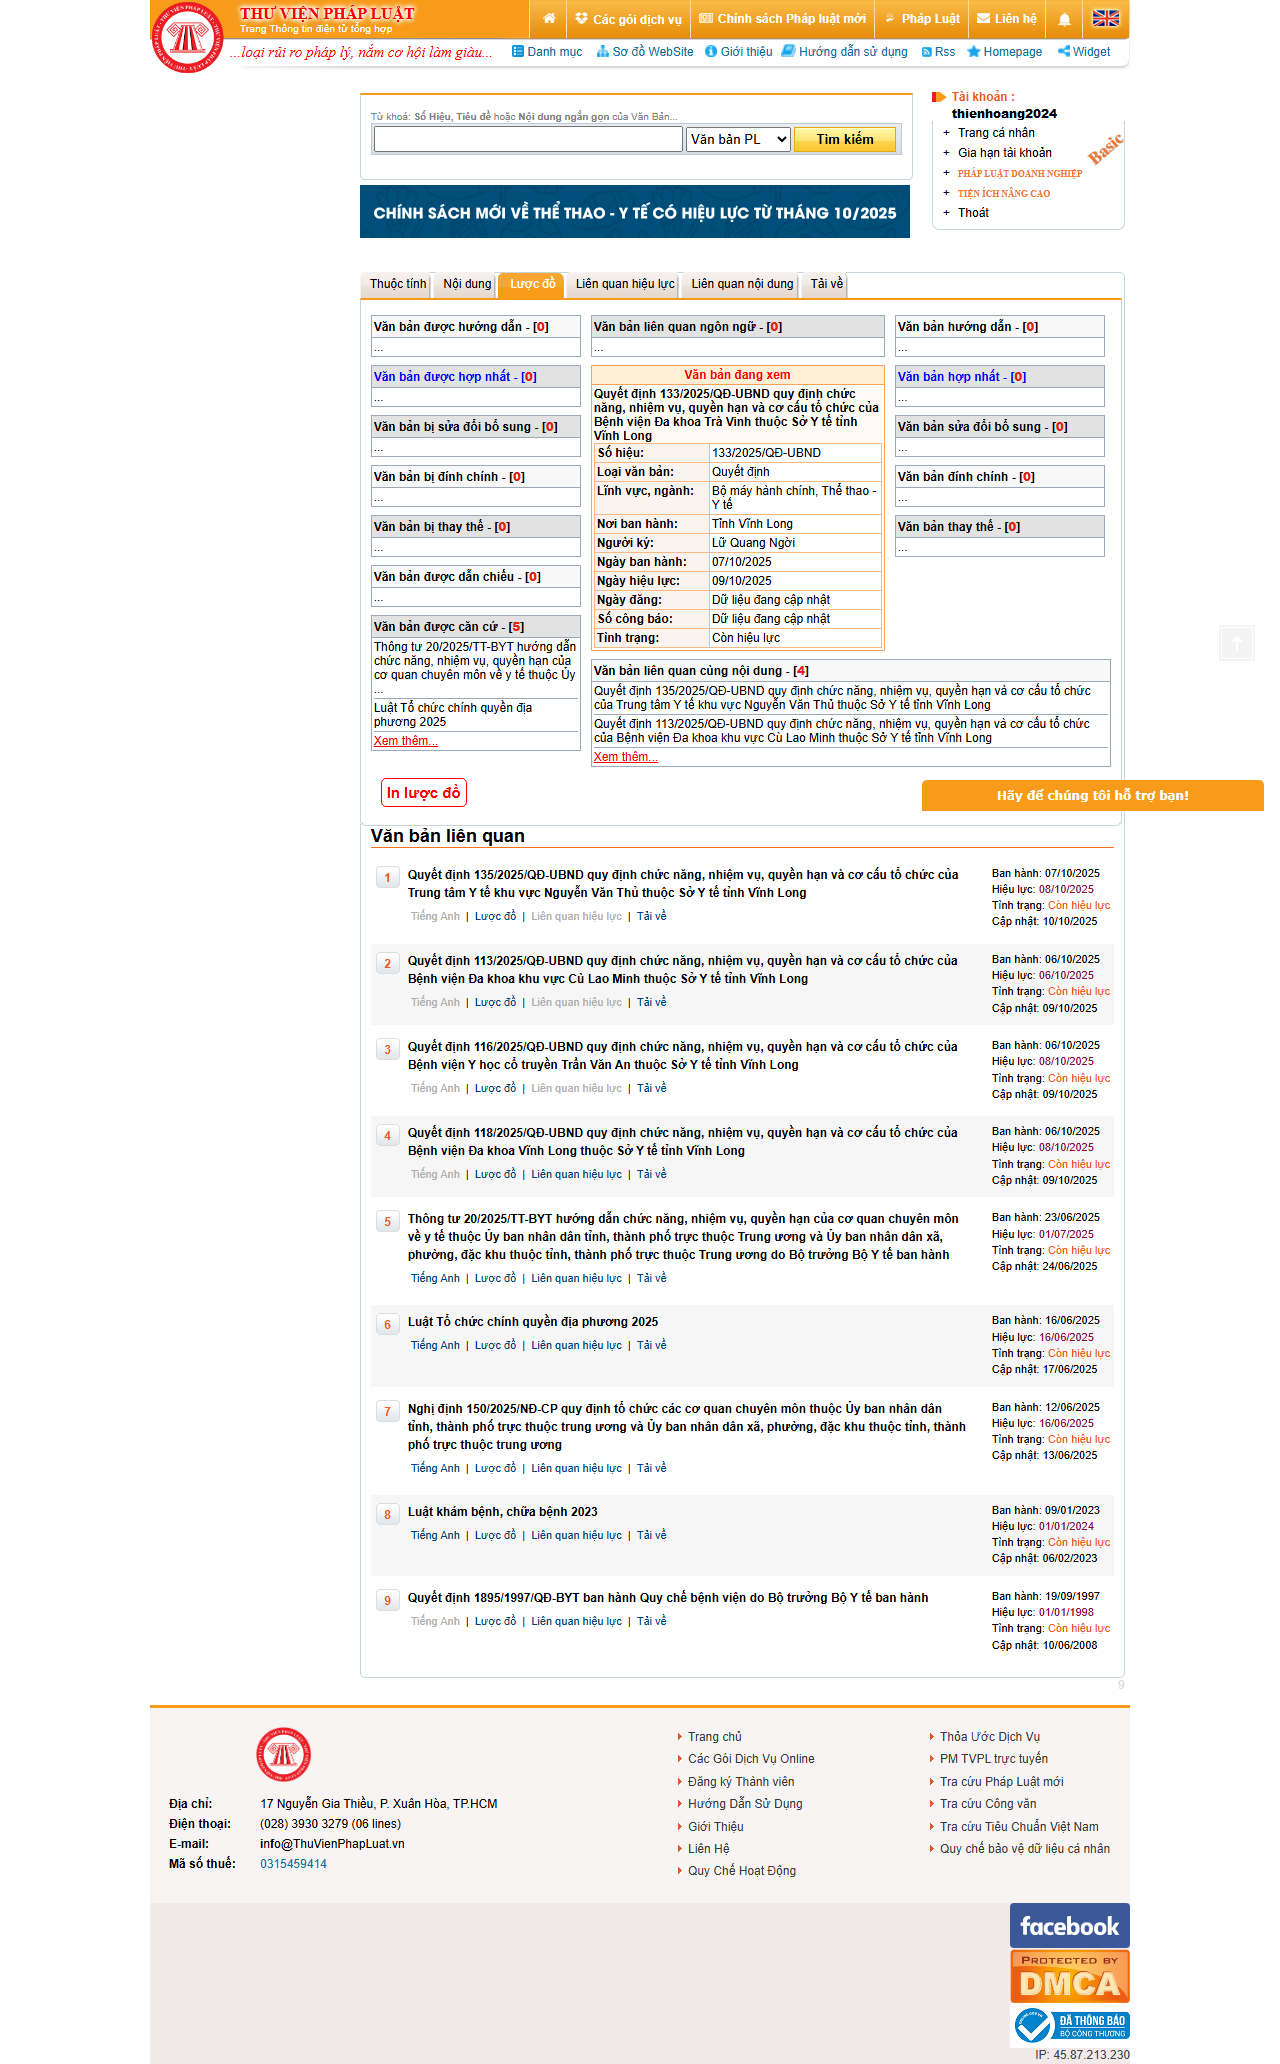 THƯ VIỆN PHÁP LUẬT
Trang Thông tin điện tử tổng hợp
...loại rủi ro pháp lý, nắm cơ hội làm giàu...
Các gói dịch vụ
Chính sách Pháp luật mới
Pháp Luật
Liên hệ
Danh mục
Sơ đồ WebSite
Giới thiệu
Hướng dẫn sử dụng
Rss
Homepage
Widget
Từ khoá: Số Hiệu, Tiêu đề hoặc Nội dung ngắn gọn của Văn Bản...
Văn bản PL
Tìm kiếm
CHÍNH SÁCH MỚI VỀ THỂ THAO - Y TẾ CÓ HIỆU LỰC TỪ THÁNG 10/2025
Tài khoản :
thienhoang2024
+ Trang cá nhân
+ Gia hạn tài khoản
+ PHÁP LUẬT DOANH NGHIỆP
+ TIỆN ÍCH NÂNG CAO
+ Thoát
Basic
Thuộc tính
Nội dung
Lược đồ
Liên quan hiệu lực
Liên quan nội dung
Tải về
Văn bản được hướng dẫn - [0]
...
Văn bản được hợp nhất - [0]
...
Văn bản bị sửa đổi bổ sung - [0]
...
Văn bản bị đính chính - [0]
...
Văn bản bị thay thế - [0]
...
Văn bản được dẫn chiếu - [0]
...
Văn bản được căn cứ - [5]
Thông tư 20/2025/TT-BYT hướng dẫn
chức năng, nhiệm vụ, quyền hạn của
cơ quan chuyên môn về y tế thuộc Ủy
...
Luật Tổ chức chính quyền địa
phương 2025
Xem thêm...
Văn bản liên quan ngôn ngữ - [0]
...
Văn bản đang xem
Quyết định 133/2025/QĐ-UBND quy định chức
năng, nhiệm vụ, quyền hạn và cơ cấu tổ chức của
Bệnh viện Đa khoa Trà Vinh thuộc Sở Y tế tỉnh
Vĩnh Long
Số hiệu: 133/2025/QĐ-UBND
Loại văn bản: Quyết định
Lĩnh vực, ngành: Bộ máy hành chính, Thể thao -
Y tế
Nơi ban hành: Tỉnh Vĩnh Long
Người ký: Lữ Quang Ngời
Ngày ban hành: 07/10/2025
Ngày hiệu lực: 09/10/2025
Ngày đăng: Dữ liệu đang cập nhật
Số công báo: Dữ liệu đang cập nhật
Tình trạng: Còn hiệu lực
Văn bản hướng dẫn - [0]
...
Văn bản hợp nhất - [0]
...
Văn bản sửa đổi bổ sung - [0]
...
Văn bản đính chính - [0]
...
Văn bản thay thế - [0]
...
Văn bản liên quan cùng nội dung - [4]
Quyết định 135/2025/QĐ-UBND quy định chức năng, nhiệm vụ, quyền hạn và cơ cấu tổ chức
của Trung tâm Y tế khu vực Nguyễn Văn Thủ thuộc Sở Y tế tỉnh Vĩnh Long
Quyết định 113/2025/QĐ-UBND quy định chức năng, nhiệm vụ, quyền hạn và cơ cấu tổ chức
của Bệnh viện Đa khoa khu vực Cù Lao Minh thuộc Sở Y tế tỉnh Vĩnh Long
Xem thêm...
In lược đồ
Hãy để chúng tôi hỗ trợ bạn!
Văn bản liên quan
1
Quyết định 135/2025/QĐ-UBND quy định chức năng, nhiệm vụ, quyền hạn và cơ cấu tổ chức của
Trung tâm Y tế khu vực Nguyễn Văn Thủ thuộc Sở Y tế tỉnh Vĩnh Long
Tiếng Anh | Lược đồ | Liên quan hiệu lực | Tải về
Ban hành: 07/10/2025
Hiệu lực: 08/10/2025
Tình trạng: Còn hiệu lực
Cập nhật: 10/10/2025
2
Quyết định 113/2025/QĐ-UBND quy định chức năng, nhiệm vụ, quyền hạn và cơ cấu tổ chức của
Bệnh viện Đa khoa khu vực Cù Lao Minh thuộc Sở Y tế tỉnh Vĩnh Long
Tiếng Anh | Lược đồ | Liên quan hiệu lực | Tải về
Ban hành: 06/10/2025
Hiệu lực: 06/10/2025
Tình trạng: Còn hiệu lực
Cập nhật: 09/10/2025
3
Quyết định 116/2025/QĐ-UBND quy định chức năng, nhiệm vụ, quyền hạn và cơ cấu tổ chức của
Bệnh viện Y học cổ truyền Trần Văn An thuộc Sở Y tế tỉnh Vĩnh Long
Tiếng Anh | Lược đồ | Liên quan hiệu lực | Tải về
Ban hành: 06/10/2025
Hiệu lực: 08/10/2025
Tình trạng: Còn hiệu lực
Cập nhật: 09/10/2025
4
Quyết định 118/2025/QĐ-UBND quy định chức năng, nhiệm vụ, quyền hạn và cơ cấu tổ chức của
Bệnh viện Đa khoa Vĩnh Long thuộc Sở Y tế tỉnh Vĩnh Long
Tiếng Anh | Lược đồ | Liên quan hiệu lực | Tải về
Ban hành: 06/10/2025
Hiệu lực: 08/10/2025
Tình trạng: Còn hiệu lực
Cập nhật: 09/10/2025
5
Thông tư 20/2025/TT-BYT hướng dẫn chức năng, nhiệm vụ, quyền hạn của cơ quan chuyên môn
về y tế thuộc Ủy ban nhân dân tỉnh, thành phố trực thuộc Trung ương và Ủy ban nhân dân xã,
phường, đặc khu thuộc tỉnh, thành phố trực thuộc Trung ương do Bộ trưởng Bộ Y tế ban hành
Tiếng Anh | Lược đồ | Liên quan hiệu lực | Tải về
Ban hành: 23/06/2025
Hiệu lực: 01/07/2025
Tình trạng: Còn hiệu lực
Cập nhật: 24/06/2025
6
Luật Tổ chức chính quyền địa phương 2025
Tiếng Anh | Lược đồ | Liên quan hiệu lực | Tải về
Ban hành: 16/06/2025
Hiệu lực: 16/06/2025
Tình trạng: Còn hiệu lực
Cập nhật: 17/06/2025
7
Nghị định 150/2025/NĐ-CP quy định tổ chức các cơ quan chuyên môn thuộc Ủy ban nhân dân
tỉnh, thành phố trực thuộc trung ương và Ủy ban nhân dân xã, phường, đặc khu thuộc tỉnh, thành
phố trực thuộc trung ương
Tiếng Anh | Lược đồ | Liên quan hiệu lực | Tải về
Ban hành: 12/06/2025
Hiệu lực: 16/06/2025
Tình trạng: Còn hiệu lực
Cập nhật: 13/06/2025
8
Luật khám bệnh, chữa bệnh 2023
Tiếng Anh | Lược đồ | Liên quan hiệu lực | Tải về
Ban hành: 09/01/2023
Hiệu lực: 01/01/2024
Tình trạng: Còn hiệu lực
Cập nhật: 06/02/2023
9
Quyết định 1895/1997/QĐ-BYT ban hành Quy chế bệnh viện do Bộ trưởng Bộ Y tế ban hành
Tiếng Anh | Lược đồ | Liên quan hiệu lực | Tải về
Ban hành: 19/09/1997
Hiệu lực: 01/01/1998
Tình trạng: Còn hiệu lực
Cập nhật: 10/06/2008
9
Địa chỉ: 17 Nguyễn Gia Thiều, P. Xuân Hòa, TP.HCM
Điện thoại: (028) 3930 3279 (06 lines)
E-mail: info@ThuVienPhapLuat.vn
Mã số thuế: 0315459414
Trang chủ
Các Gói Dịch Vụ Online
Đăng ký Thành viên
Hướng Dẫn Sử Dụng
Giới Thiệu
Liên Hệ
Quy Chế Hoạt Động
Thỏa Ước Dịch Vụ
PM TVPL trực tuyến
Tra cứu Pháp Luật mới
Tra cứu Công văn
Tra cứu Tiêu Chuẩn Việt Nam
Quy chế bảo vệ dữ liệu cá nhân
facebook
PROTECTED BY
DMCA
ĐÃ THÔNG BÁO
BỘ CÔNG THƯƠNG
IP: 45.87.213.230